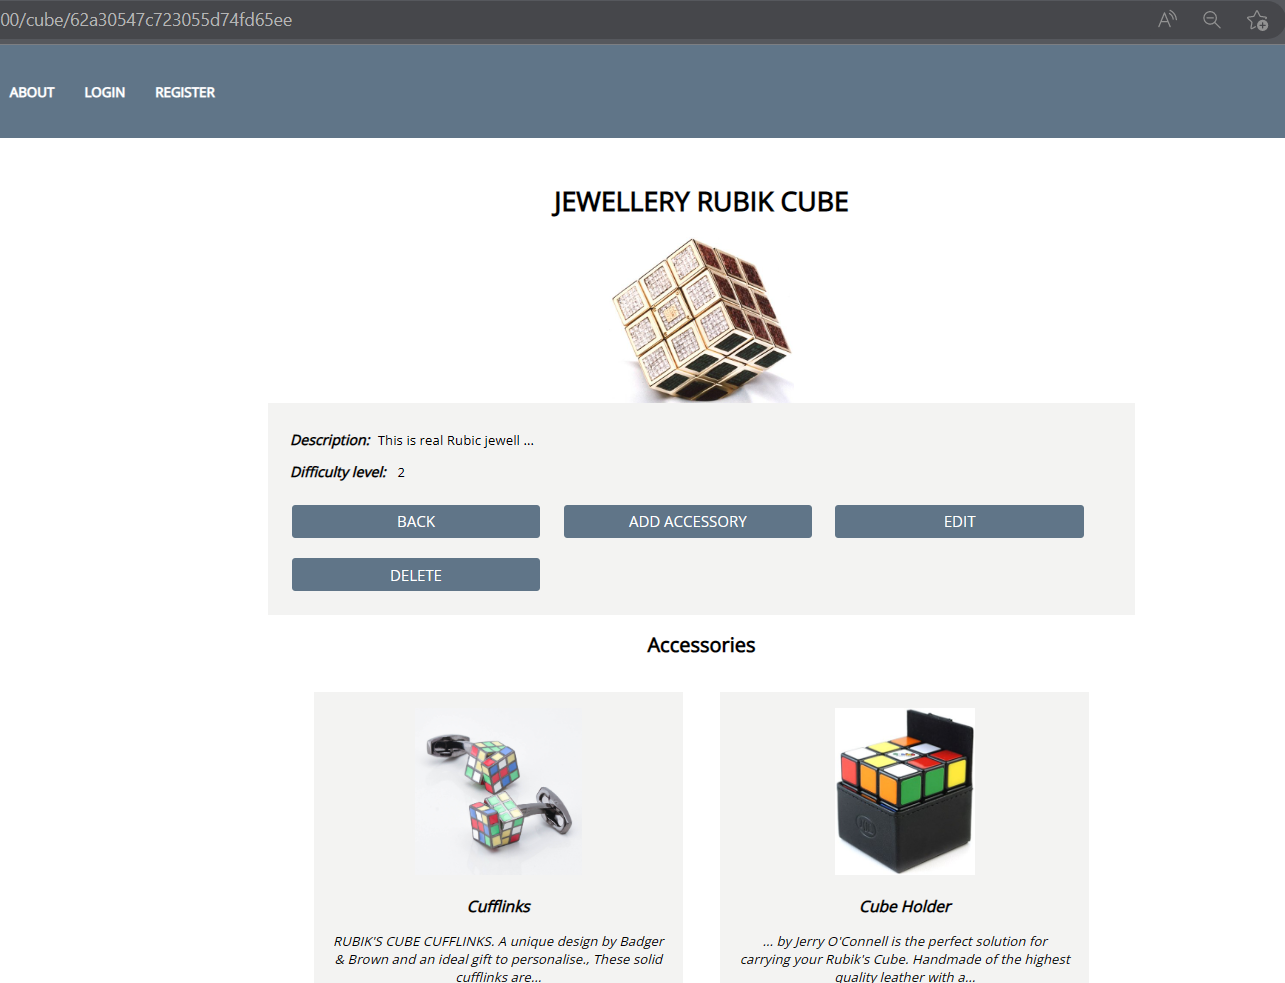 00/cube/62a30547c723055d74fd65ee
ABOUT LOGIN REGISTER
JEWELLERY RUBIK CUBE
Description: This is real Rubic jewell ...
Difficulty level: 2
BACK ADD ACCESSORY EDIT
DELETE
Accessories
Cufflinks
RUBIK'S CUBE CUFFLINKS. A unique design by Badger
& Brown and an ideal gift to personalise., These solid
cufflinks are...
Cube Holder
... by Jerry O'Connell is the perfect solution for
carrying your Rubik's Cube. Handmade of the highest
quality leather with a...